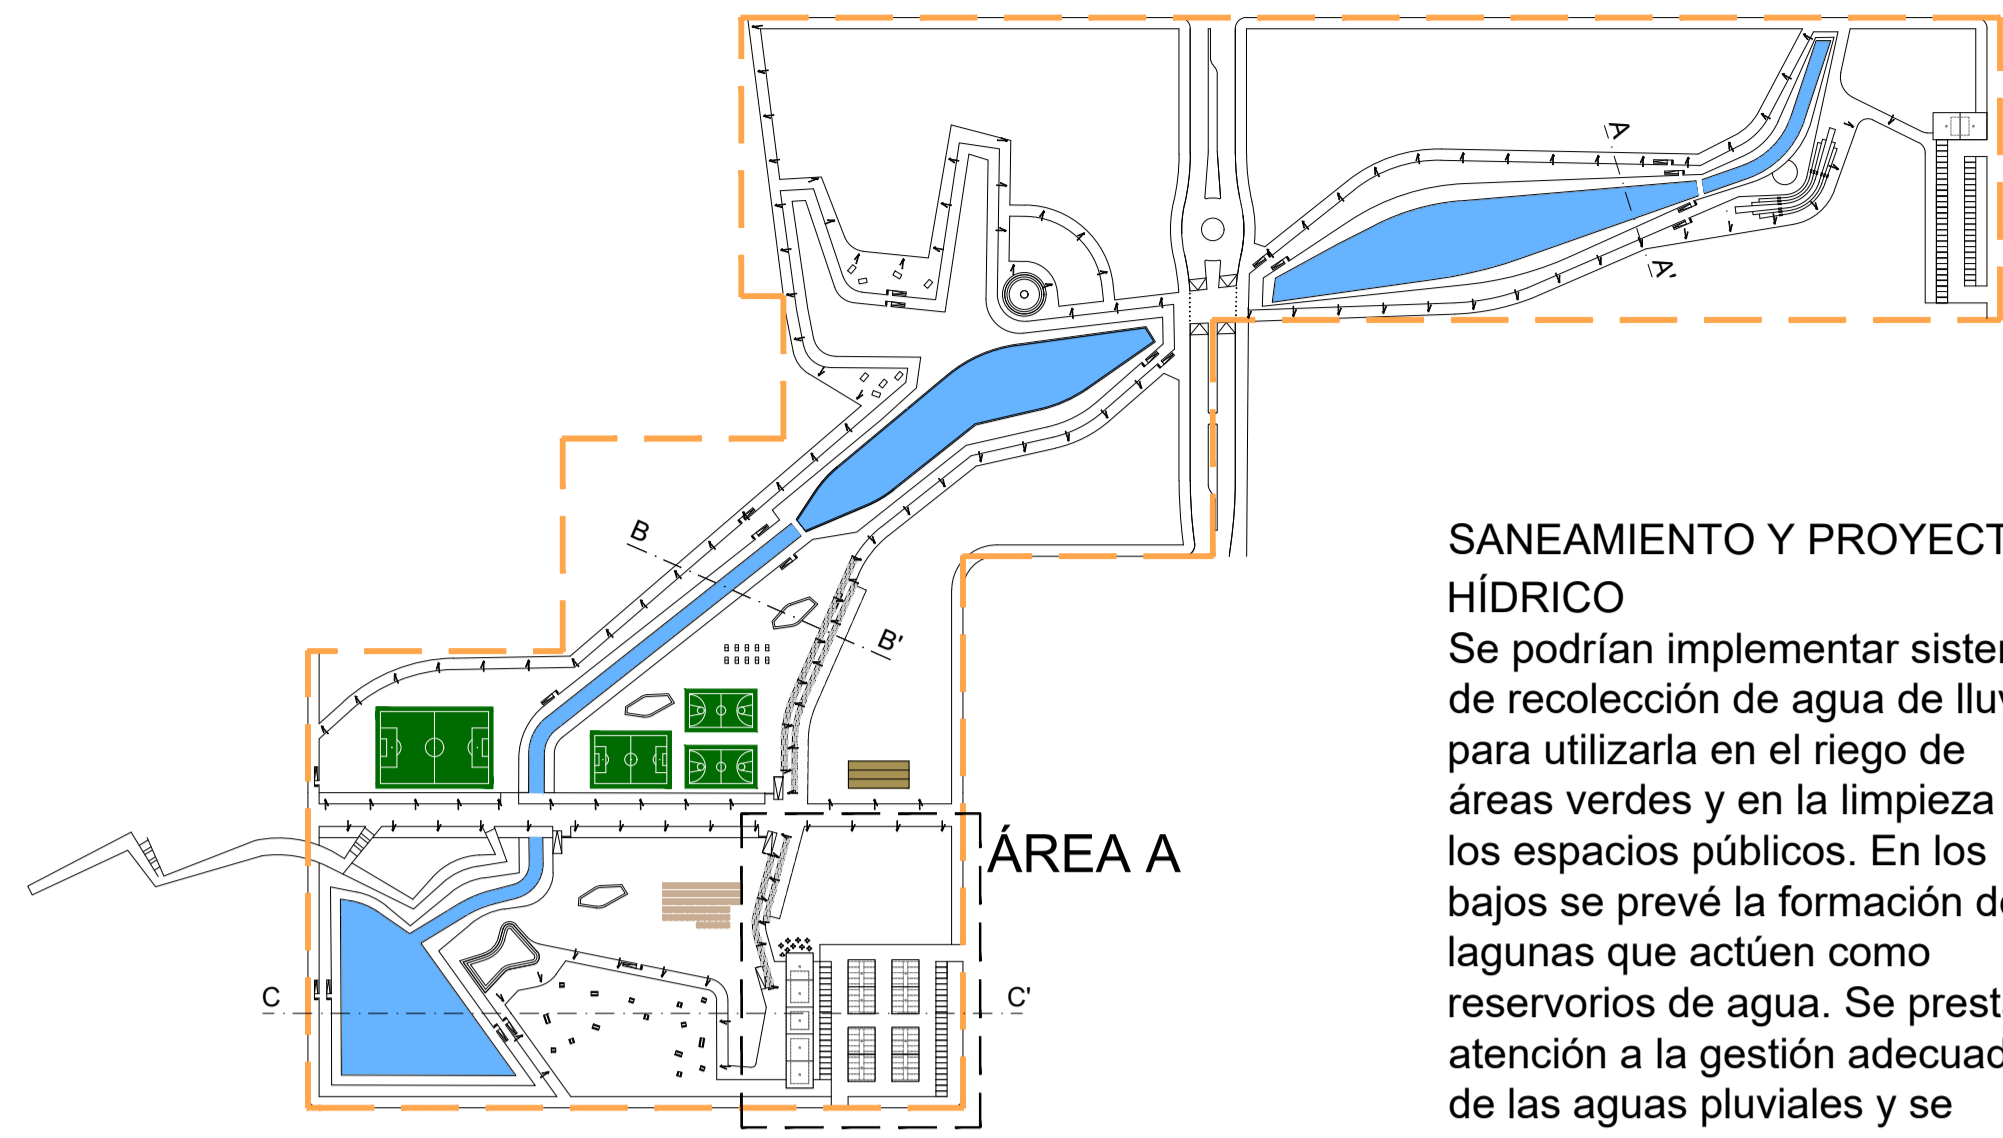 A
A'
B
B'
ÁREA A
C
C'
SANEAMIENTO Y PROYECT
HÍDRICO
Se podrían implementar sister
de recolección de agua de lluv
para utilizarla en el riego de
áreas verdes y en la limpieza
los espacios públicos. En los
bajos se prevé la formación de
lagunas que actúen como
reservorios de agua. Se prest
atención a la gestión adecuad
de las aguas pluviales y se